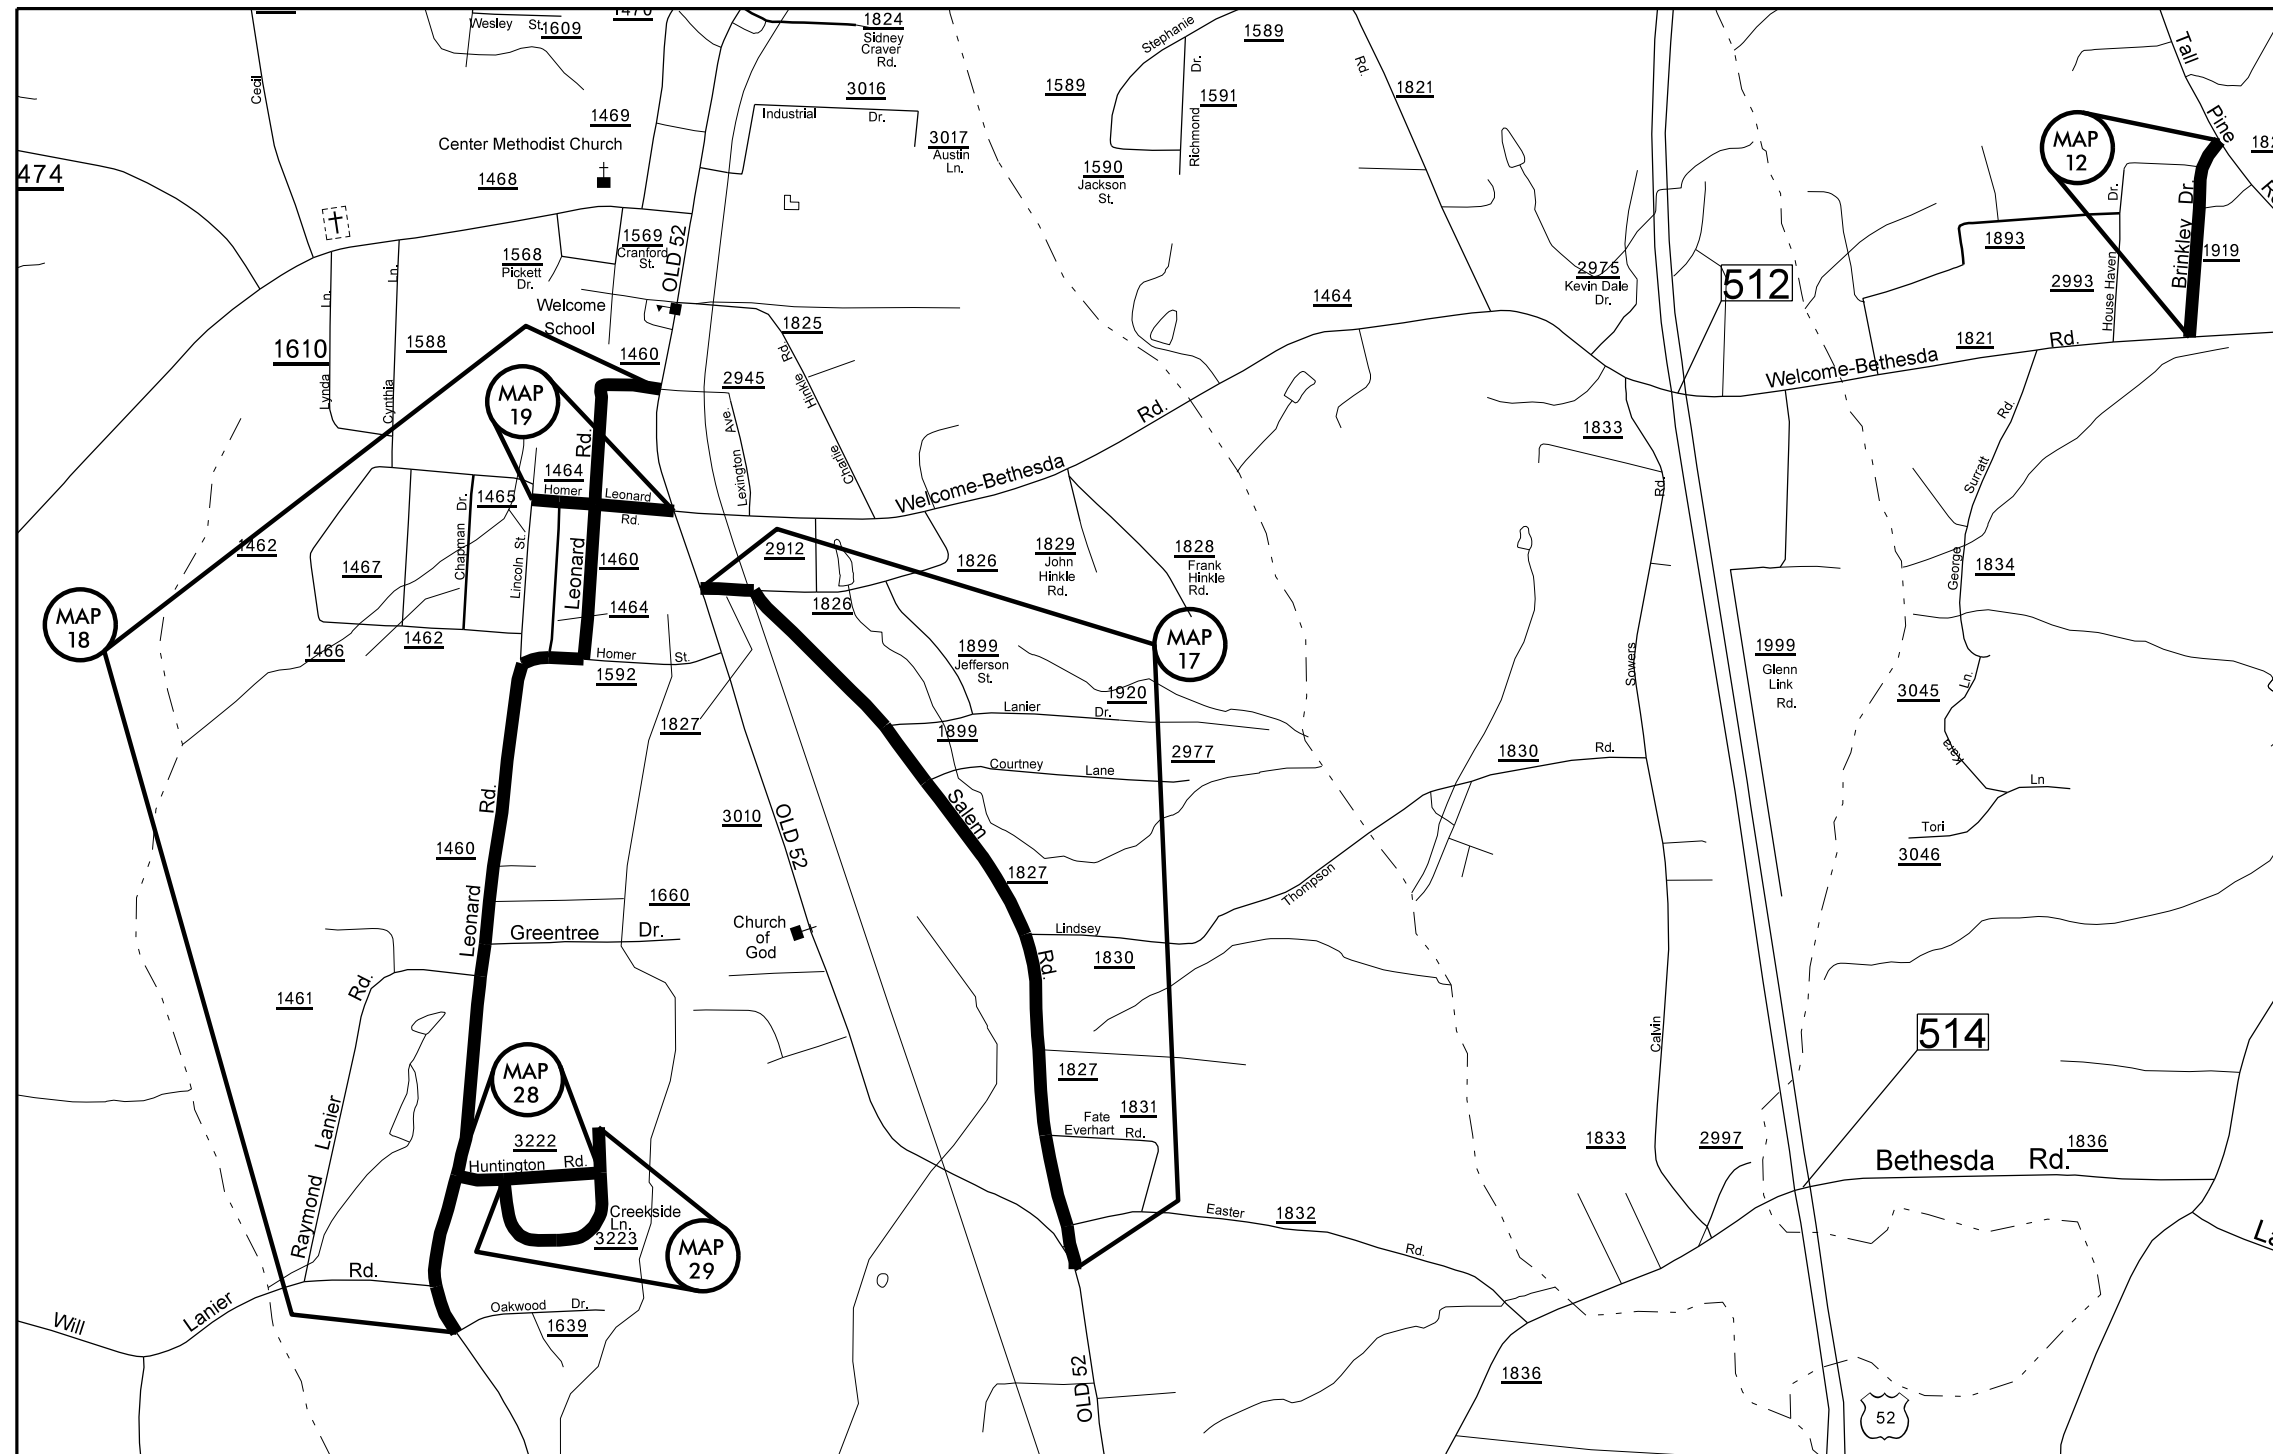 Wesley St.
1609
1470
1824
Sidney
Craver
Rd.
Stephanie
Dr.
1589
Rd.
1821
Tall
Pine
Cecil
1469
3016
Industrial
Dr.
1589
1591
Richmond
Center Methodist Church
3017
Austin
Ln.
MAP
12
474
1468
1590
Jackson
St.
1568
Pickett
Dr.
1569
Cranford
St.
OLD 52
Dr.
Brinkley Dr.
1893
1919
2975
Kevin Dale
Dr.
512
2993
House Haven
Ln.
Ln.
Welcome
School
1464
1825
1610
1588
1460
Hinkle Rd.
1821
Rd.
Welcome-Bethesda
Lynda
Cynthia
MAP
19
2945
Ave.
Rd.
Rd.
Charlie
Lexington
1833
Rd.
1464
Homer Leonard
Rd.
1465
Chapman Dr.
Lincoln St.
Welcome-Bethesda
Rd.
Surratt
1462
1467
Leonard
1460
2912
1826
1826
1829
John
Hinkle
Rd.
1828
Frank
Hinkle
Rd.
George
1834
MAP
18
1464
1466
1462
Homer St.
1592
1899
Jefferson
St.
MAP
17
Sowers
1999
Glenn
Link
Rd.
1920
Lanier Dr.
3045
Ln.
1827
1899
2977
Courtney Lane
1830
Rd.
Kara
Ln
Rd.
3010
OLD 52
Salem
Tori
1460
3046
1827
Thompson
Leonard
1660
Greentree Dr.
Church
of
God
Lindsey
Rd.
1830
1461
Rd.
514
Calvin
MAP
28
1827
Raymond Lanier
Fate
Everhart Rd.
1831
3222
Huntington Rd.
1833
2997
1836
Bethesda Rd.
Creekside
Ln.
3223
MAP
29
Easter
1832
Rd.
Rd.
Will
Lanier
Oakwood Dr.
1639
OLD 52
1836
52